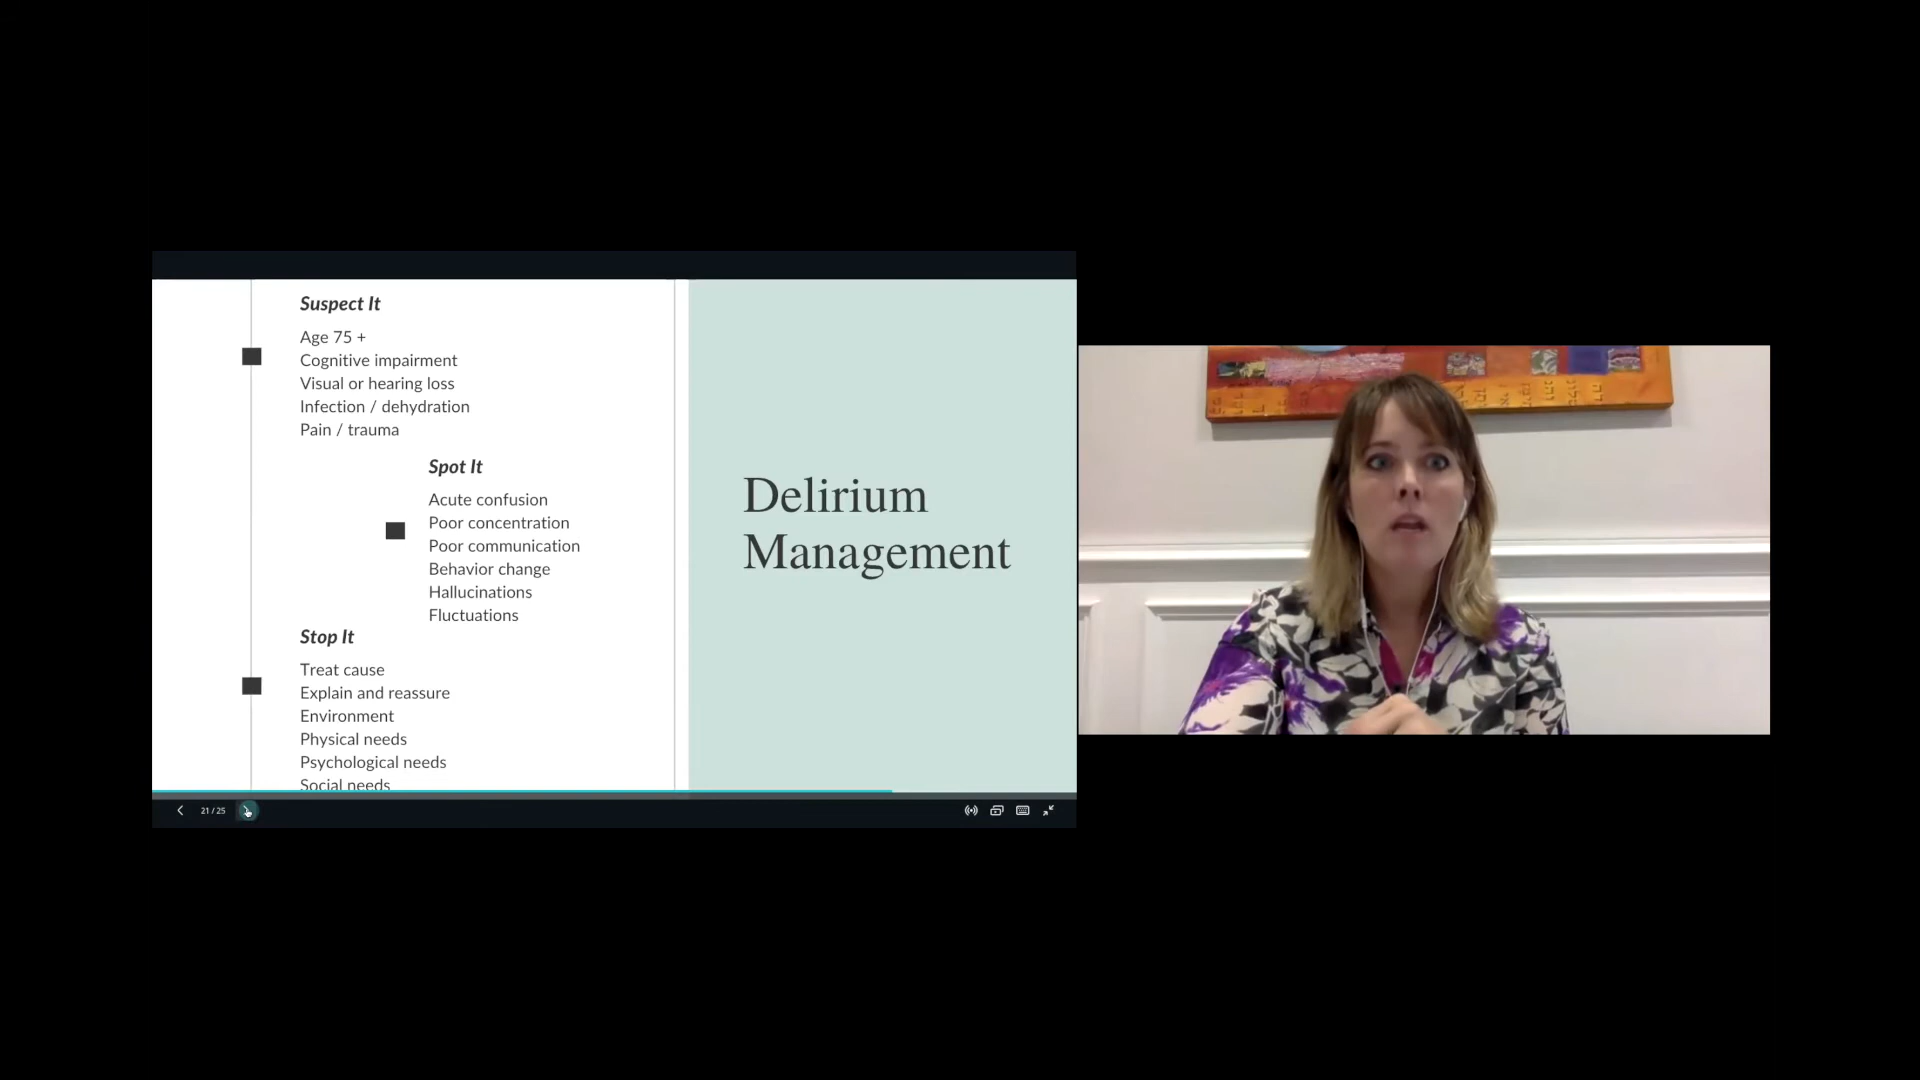 Suspect It
Age 75 +
Cognitive impairment
Visual or hearing loss
Infection / dehydration
Pain / trauma
Spot It
Acute confusion
Poor concentration
Poor communication
Behavior change
Hallucinations
Fluctuations
Stop It
Treat cause
Explain and reassure
Environment
Physical needs
Psychological needs
Social needs
Delirium
Management
21 / 25